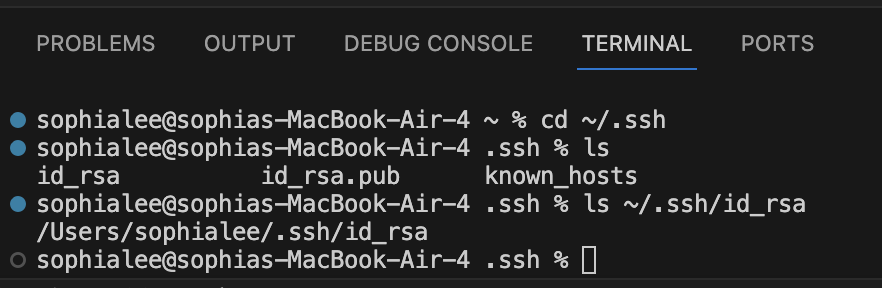 PROBLEMS OUTPUT DEBUG CONSOLE TERMINAL PORTS
sophialee@sophias-MacBook-Air-4 ~ % cd ~/.ssh
sophialee@sophias-MacBook-Air-4 .ssh % ls
id_rsa id_rsa.pub known_hosts
sophialee@sophias-MacBook-Air-4 .ssh % ls ~/.ssh/id_rsa
/Users/sophialee/.ssh/id_rsa
sophialee@sophias-MacBook-Air-4 .ssh %